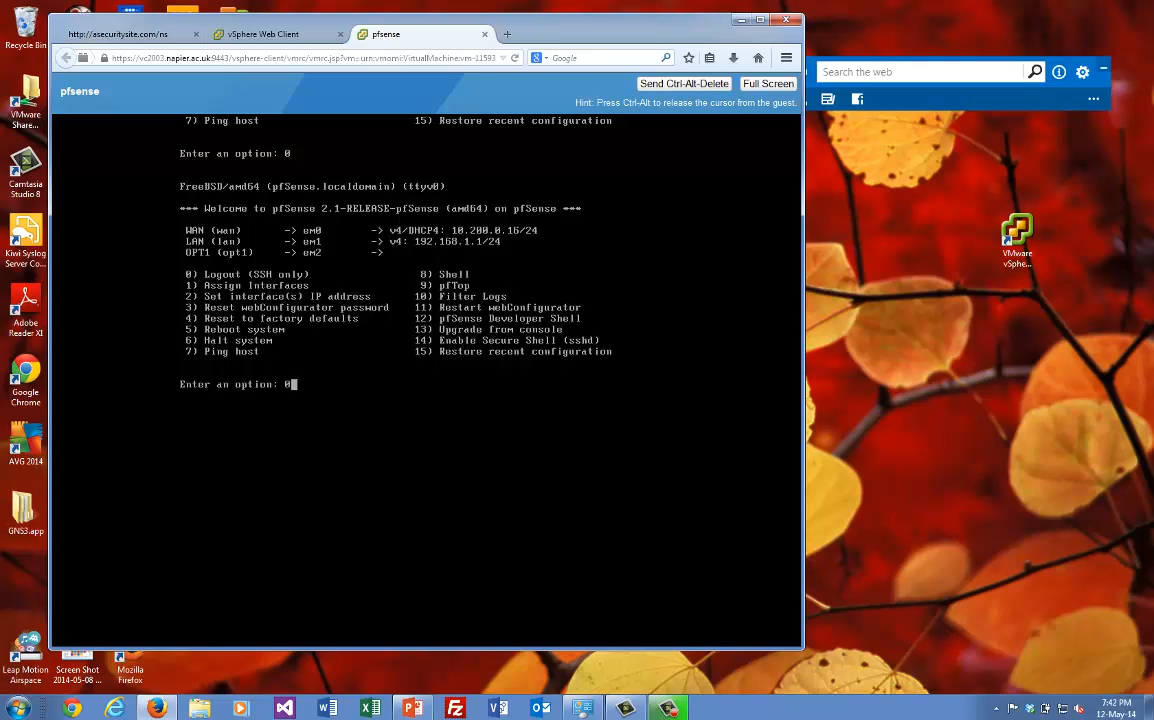 http://asecuritysite.com/ns
vSphere Web Client
pfsense
https://vc2003.napier.ac.uk:9443/vsphere-client/vmrc/vmrc.jsp?vm=urn:vmomi:VirtualMachine:vm-11593
Google
Send Ctrl-Alt-Delete
Full Screen
pfsense
Hint: Press Ctrl-Alt to release the cursor from the guest.
7) Ping host 15) Restore recent configuration
Enter an option: 0
FreeBSD/amd64 (pfSense.localdomain) (ttyv0)
*** Welcome to pfSense 2.1-RELEASE-pfSense (amd64) on pfSense ***
WAN (wan) -> em0 -> v4/DHCP4: 10.200.0.16/24
LAN (lan) -> em1 -> v4: 192.168.1.1/24
OPT1 (opt1) -> em2 ->
0) Logout (SSH only) 8) Shell
1) Assign Interfaces 9) pfTop
2) Set interface(s) IP address 10) Filter Logs
3) Reset webConfigurator password 11) Restart webConfigurator
4) Reset to factory defaults 12) pfSense Developer Shell
5) Reboot system 13) Upgrade from console
6) Halt system 14) Enable Secure Shell (sshd)
7) Ping host 15) Restore recent configuration
Enter an option: 0
Search the web
Recycle Bin
VMware
Share...
Camtasia
Studio 8
Kiwi Syslog
Server Co...
Adobe
Reader XI
Google
Chrome
AVG 2014
GNS3.app
Leap Motion
Airspace
Screen Shot
2014-05-08 ...
Mozilla
Firefox
VMware
vSphe...
7:42 PM
12-May-14